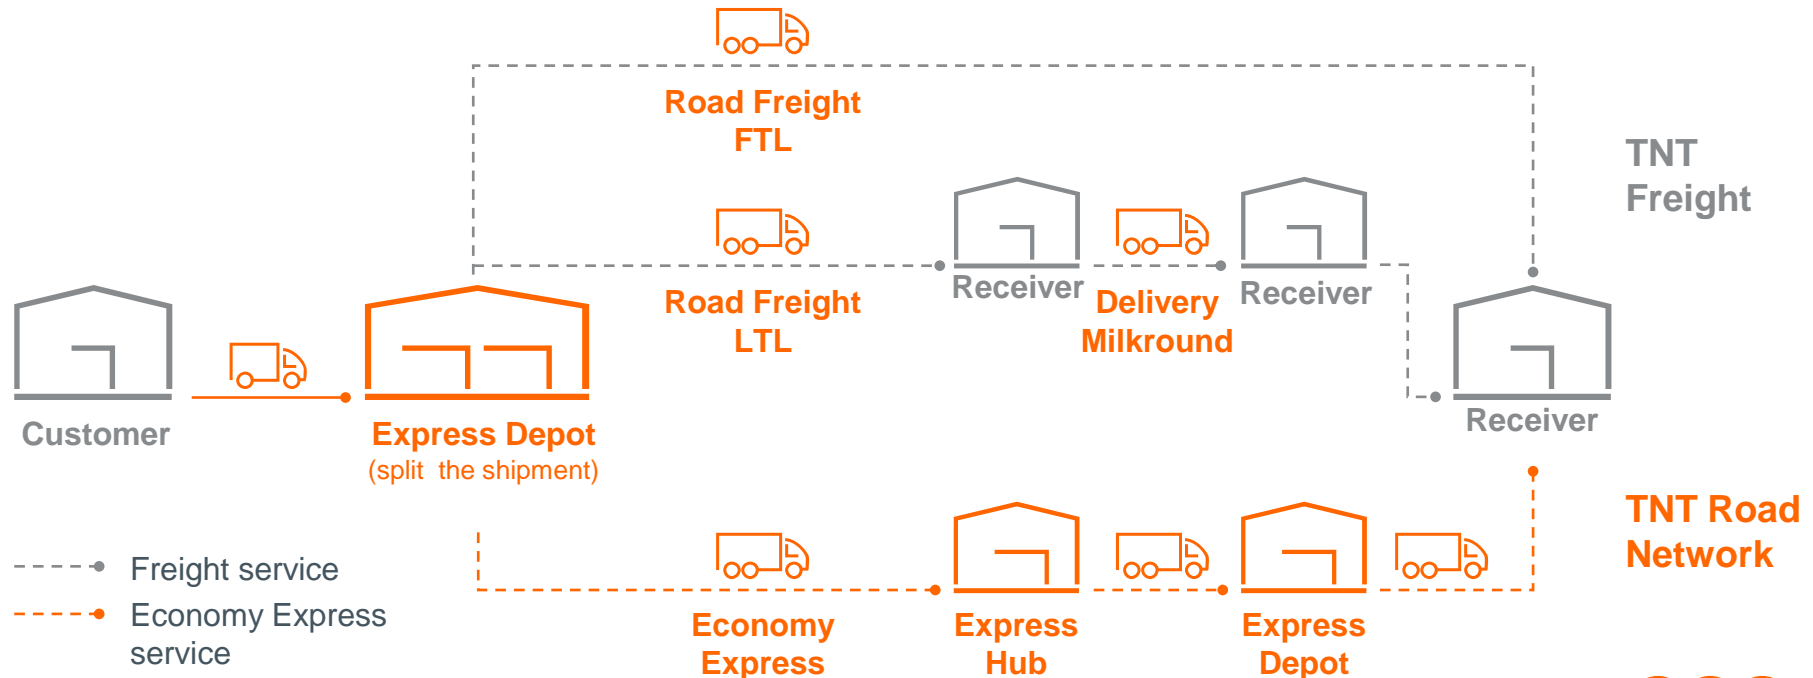 Road Freight
FTL
TNT
Freight
Receiver
Delivery
Milkround
Receiver
Road Freight
LTL
Customer
Express Depot
(split  the shipment)
Receiver
TNT Road
Network
Freight service
Economy Express
service
Economy
Express
Express
Hub
Express
Depot